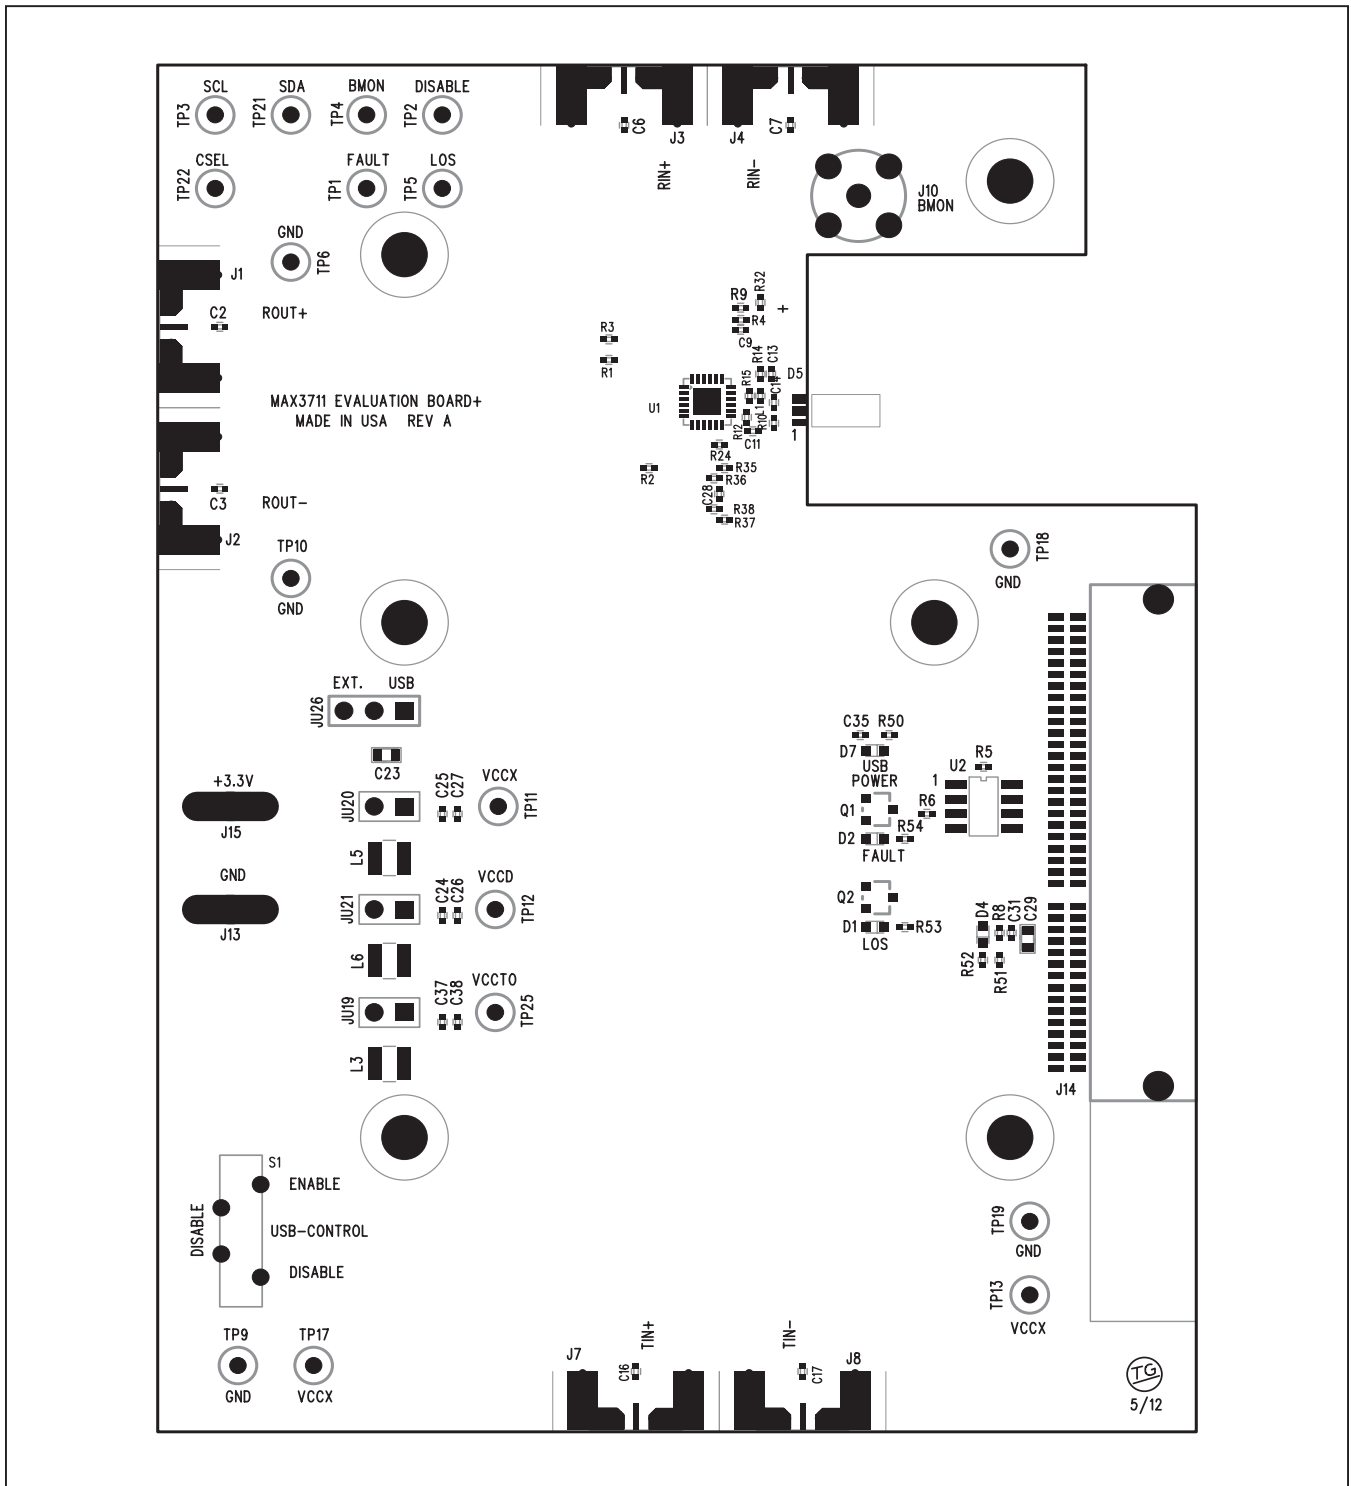 SCL SDA BMON DISABLE
TP3 TP21 TP4 TP2
CSEL FAULT LOS
TP22 TP1 TP5
GND
TP6
C6 J3 J4 C7
RIN+ RIN-
J10
BMON
J1
C2 ROUT+
R9 R32
R4 +
C9
R3
R1
R14 C13
R15 D5
C14
L1
U1
R12 R10
C11 1
R24
R2
R35
R36
C28
R38
R37
MAX3711 EVALUATION BOARD+
MADE IN USA REV A
C3 ROUT-
J2
TP10
GND
TP18
GND
EXT. USB
JU26
C23
+3.3V
J15
JU20 C25 C27 VCCX
TP11
L5
GND
J13
JU21 C24 C26 VCCD
TP12
L6
JU19 C37 C38 VCCTO
TP25
L3
C35 R50
D7
USB
POWER
R5
1 U2
Q1 R6
R54
D2
FAULT
Q2
D1 R53
LOS
D4 R8 C31 C29
R52 R51
J14
S1
ENABLE
DISABLE
USB-CONTROL
DISABLE
TP19
GND
TP13
VCCX
TP9 TP17
GND VCCX
J7 TIN+ TIN- J8
C16 C17
TG
5/12